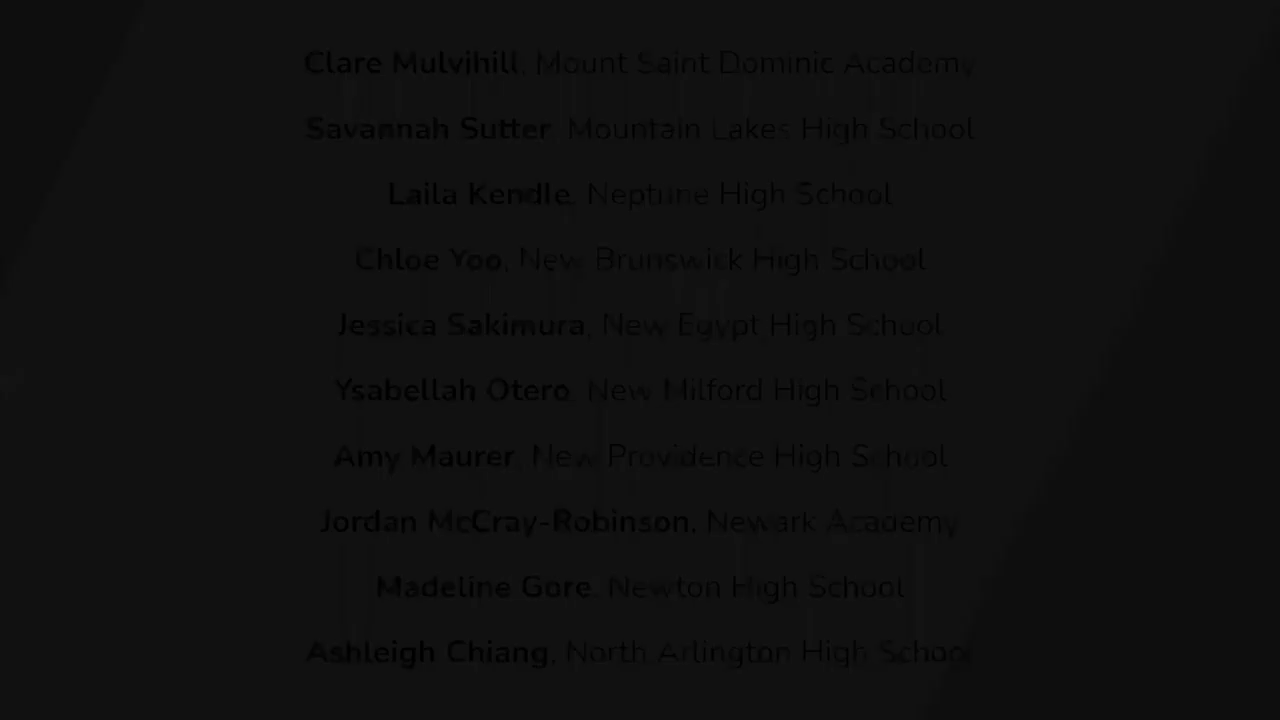 Clare Mulvihill, Mount Saint Dominic Academy
Savannah Sutter, Mountain Lakes High School
Laila Kendle, Neptune High School
Chloe Yoo, New Brunswick High School
Jessica Sakimura, New Egypt High School
Ysabellah Otero, New Milford High School
Amy Maurer, New Providence High School
Jordan McCray-Robinson, Newark Academy
Madeline Gore, Newton High School
Ashleigh Chiang, North Arlington High School